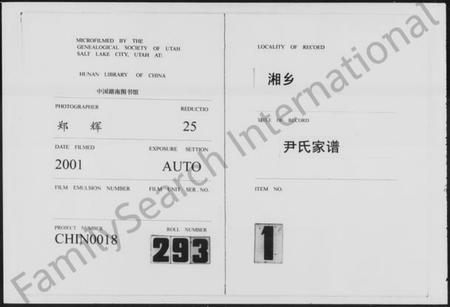 MICROFILMED BY THE
GENEALOGICAL SOCIETY OF UTAH
SALT LAKE CITY, UTAH AT:
HUNAN LIBRARY OF CHINA
中国湖南图书馆
PHOTOGRAPHER
REDUCTIO
郑 辉
25
DATE FILMED
EXPOSURE SETTION
2001
AUTO
FILM EMULSION NUMBER
FILM UNIT SER. NO.
PROJECT NUMBER
ROLL NUMBER
CHIN0018
293
LOCALITY OF RECORD
湘乡
TITLE OF RECORD
尹氏家谱
ITEM NO.
1
FamilySearch International